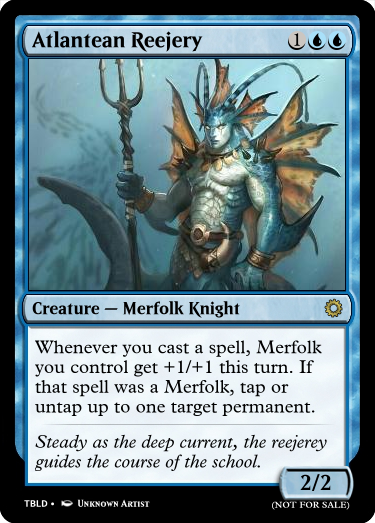 Atlantean Reejery 1
Creature — Merfolk Knight
Whenever you cast a spell, Merfolk
you control get +1/+1 this turn. If
that spell was a Merfolk, tap or
untap up to one target permanent.
Steady as the deep current, the reejerey
guides the course of the school.
2/2
TBLD • Unknown Artist
(NOT FOR SALE)